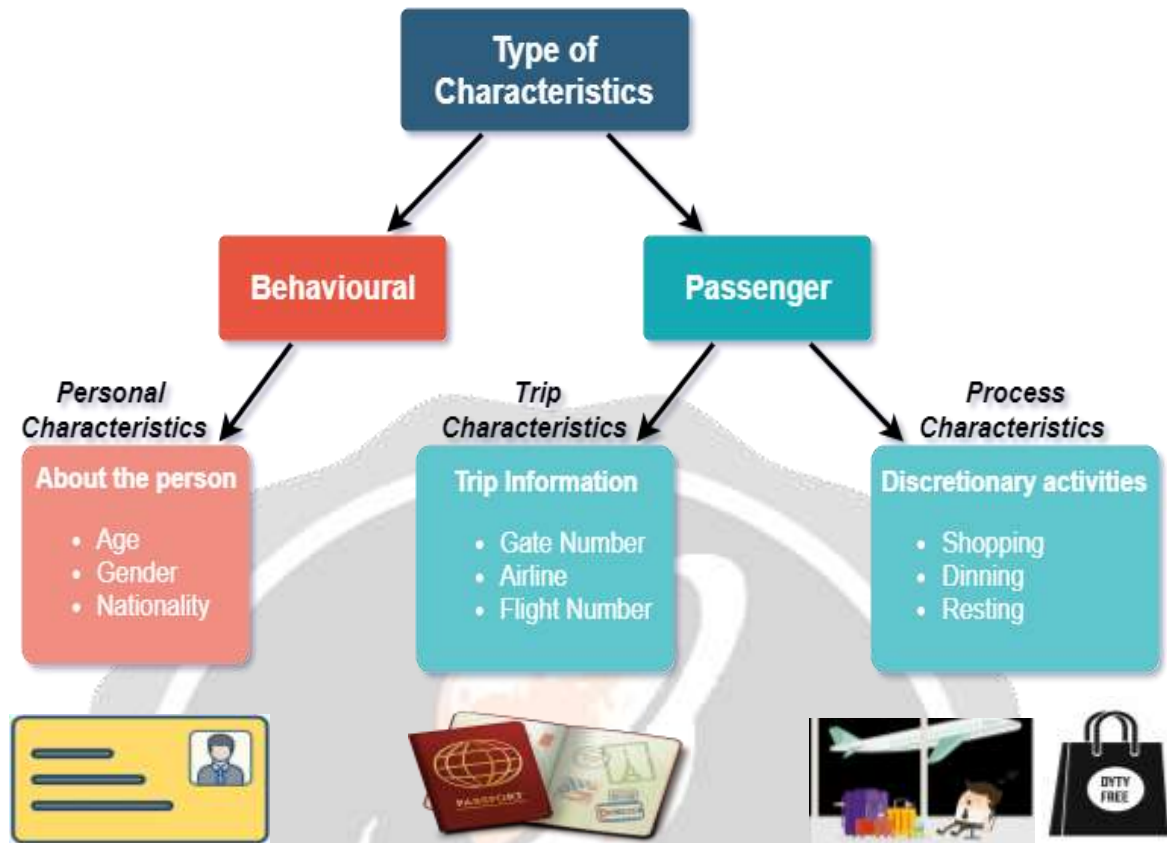 Type of
Characteristics
Behavioural
Passenger
Personal
Characteristics
Trip
Characteristics
Process
Characteristics
About the person
• Age
• Gender
• Nationality
Trip Information
• Gate Number
• Airline
• Flight Number
Discretionary activities
• Shopping
• Dinning
• Resting
PASSPORT
DYTY
FREE